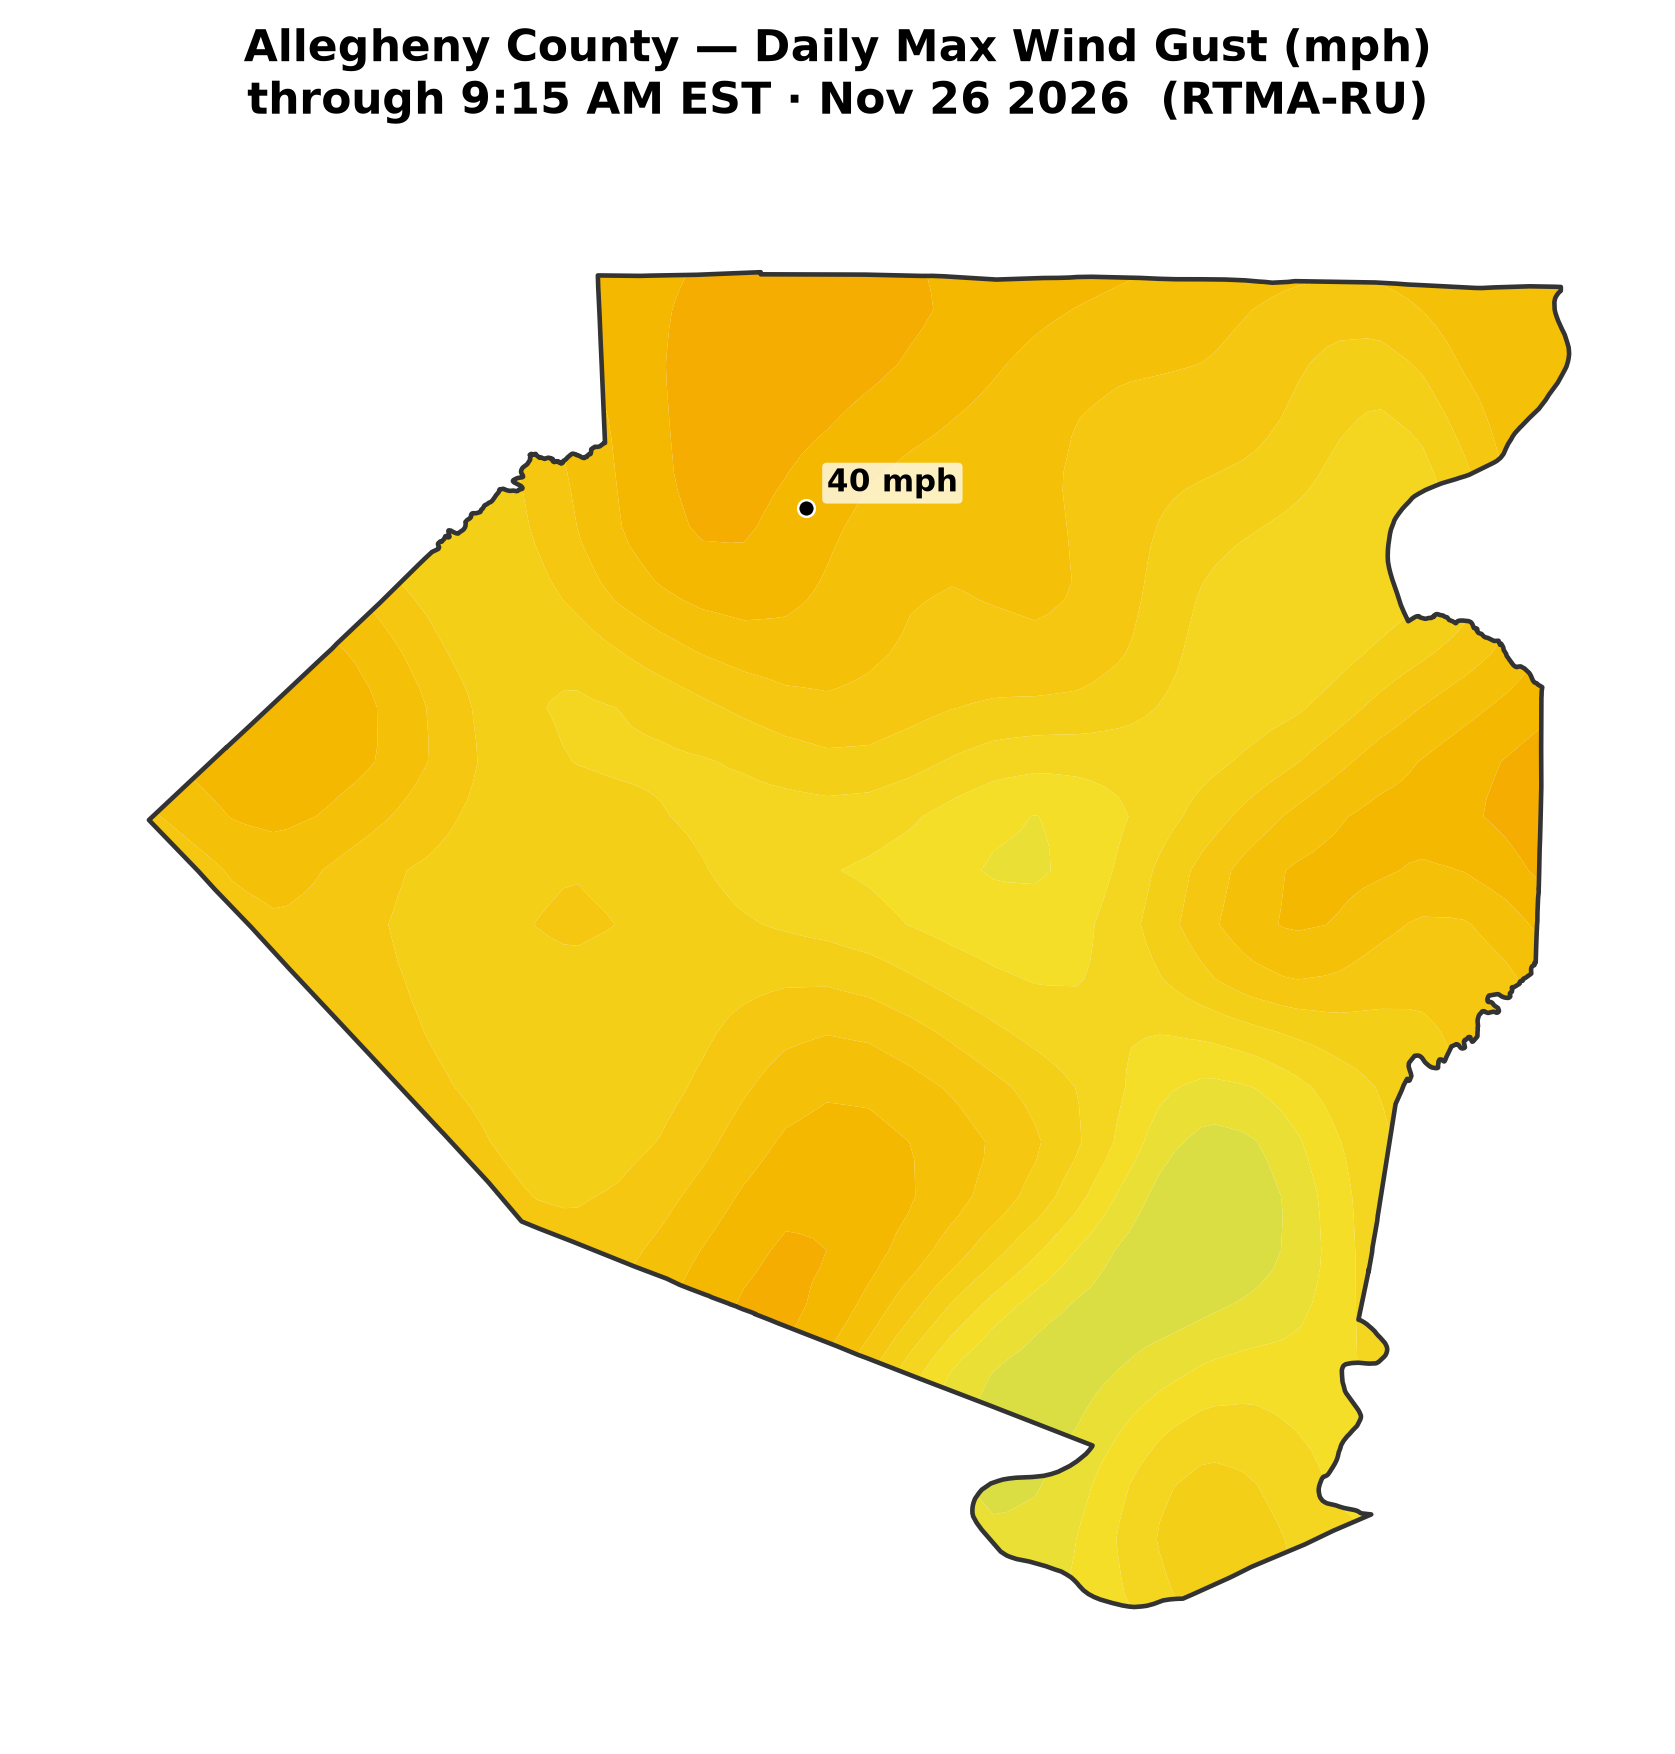 Allegheny County — Daily Max Wind Gust (mph)
through 9:15 AM EST · Nov 26 2026 (RTMA-RU)
40 mph